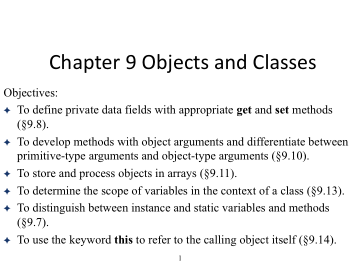 Chapter 9 Objects and Classes
Objectives:
To define private data fields with appropriate get and set methods
(§9.8).
To develop methods with object arguments and differentiate between
primitive-type arguments and object-type arguments (§9.10).
To store and process objects in arrays (§9.11).
To determine the scope of variables in the context of a class (§9.13).
To distinguish between instance and static variables and methods
(§9.7).
To use the keyword this to refer to the calling object itself (§9.14).
1